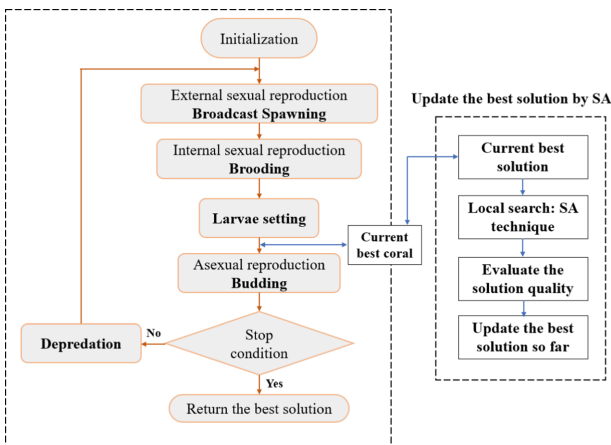 Initialization
External sexual reproduction
Broadcast Spawning
Internal sexual reproduction
Brooding
Larvae setting
Asexual reproduction
Budding
Stop
condition
No
Depredation
Yes
Return the best solution
Current
best coral
Update the best solution by SA
Current best
solution
Local search: SA
technique
Evaluate the
solution quality
Update the best
solution so far